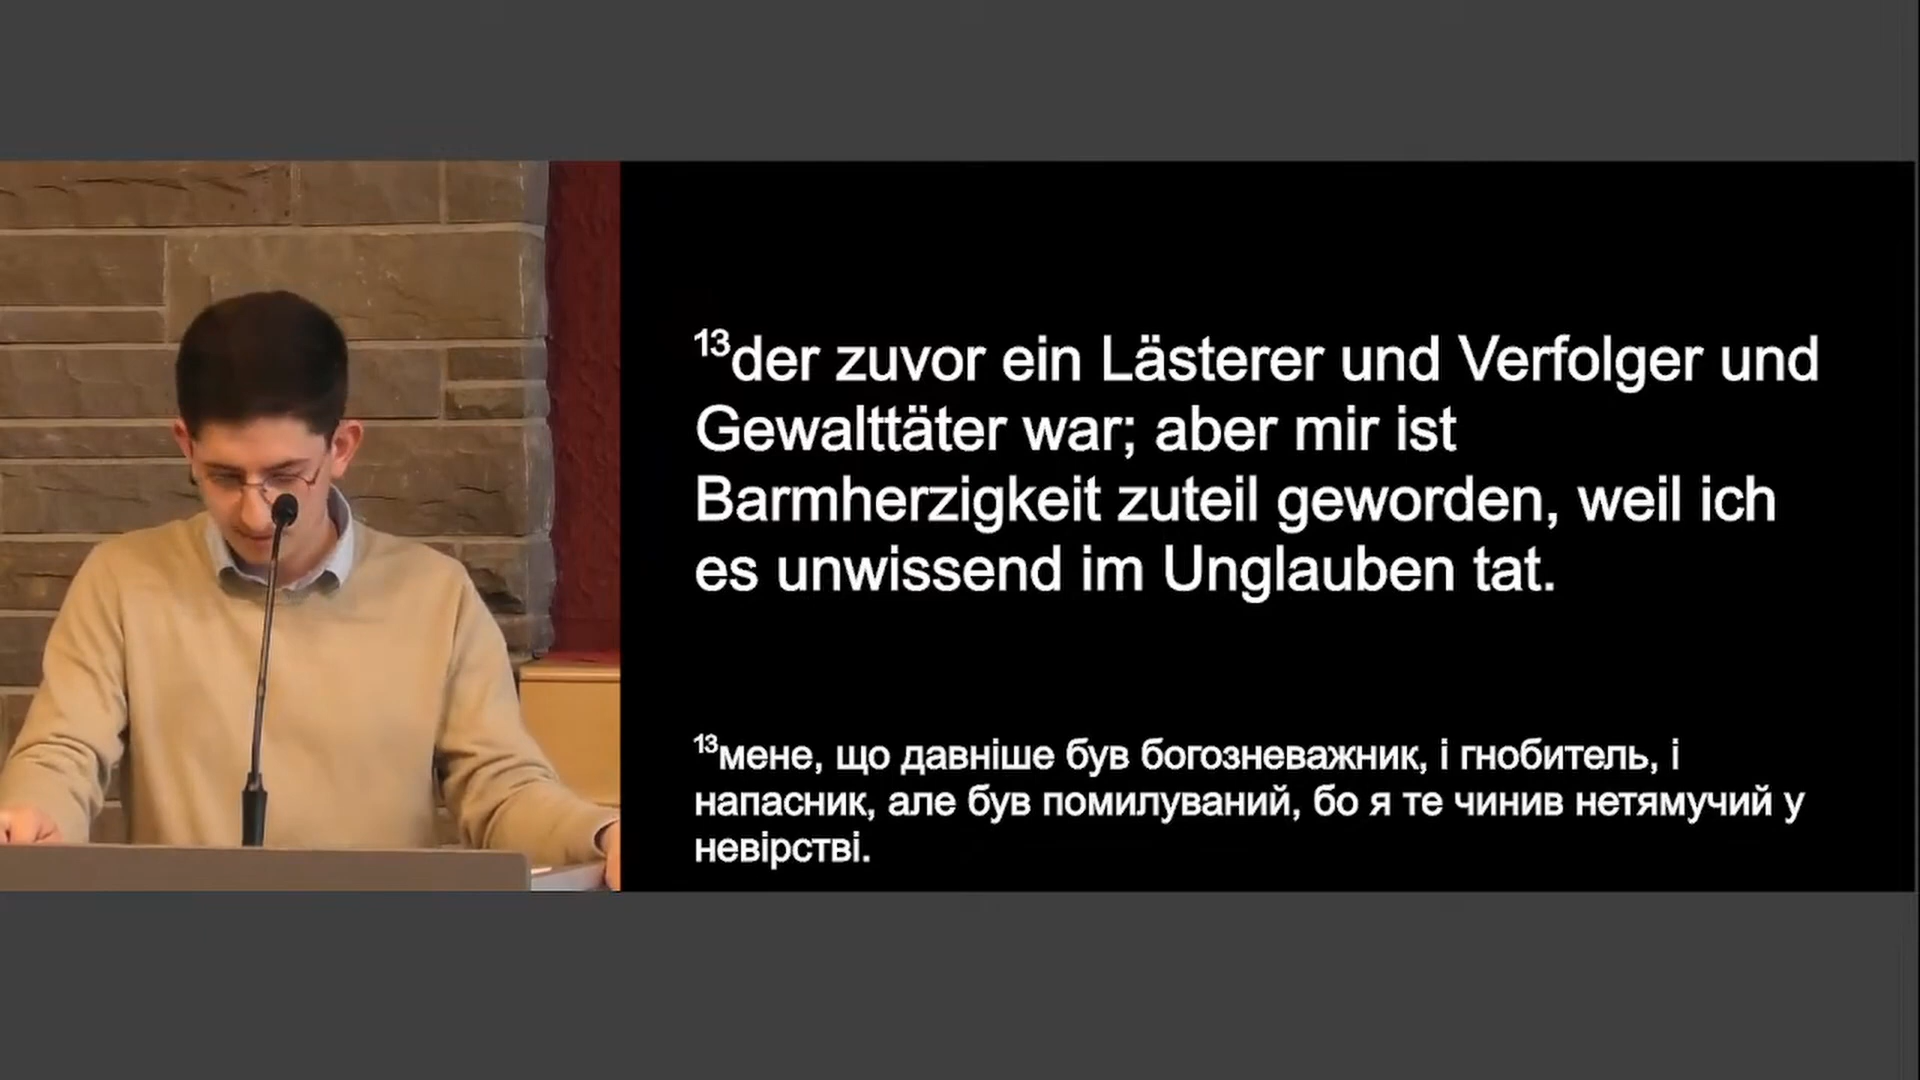 ¹³der zuvor ein Lästerer und Verfolger und
Gewalttäter war; aber mir ist
Barmherzigkeit zuteil geworden, weil ich
es unwissend im Unglauben tat.
¹³мене, що давніше був богозневажник, і гнобитель, і
напасник, але був помилуваний, бо я те чинив нетямучий у
невірстві.